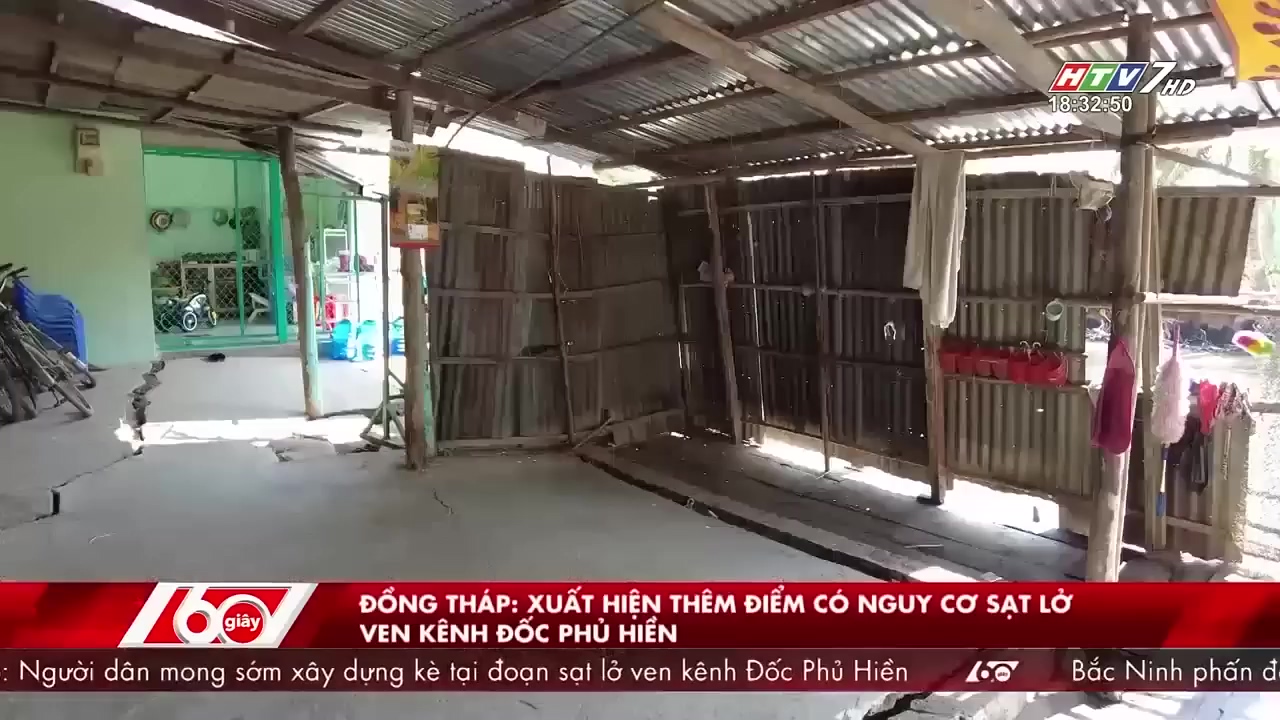 HTV7 HD
18:32:50
60 giây
ĐỒNG THÁP: XUẤT HIỆN THÊM ĐIỂM CÓ NGUY CƠ SẠT LỞ
VEN KÊNH ĐỐC PHỦ HIỀN
: Người dân mong sớm xây dựng kè tại đoạn sạt lở ven kênh Đốc Phủ Hiền 60 Bắc Ninh phấn